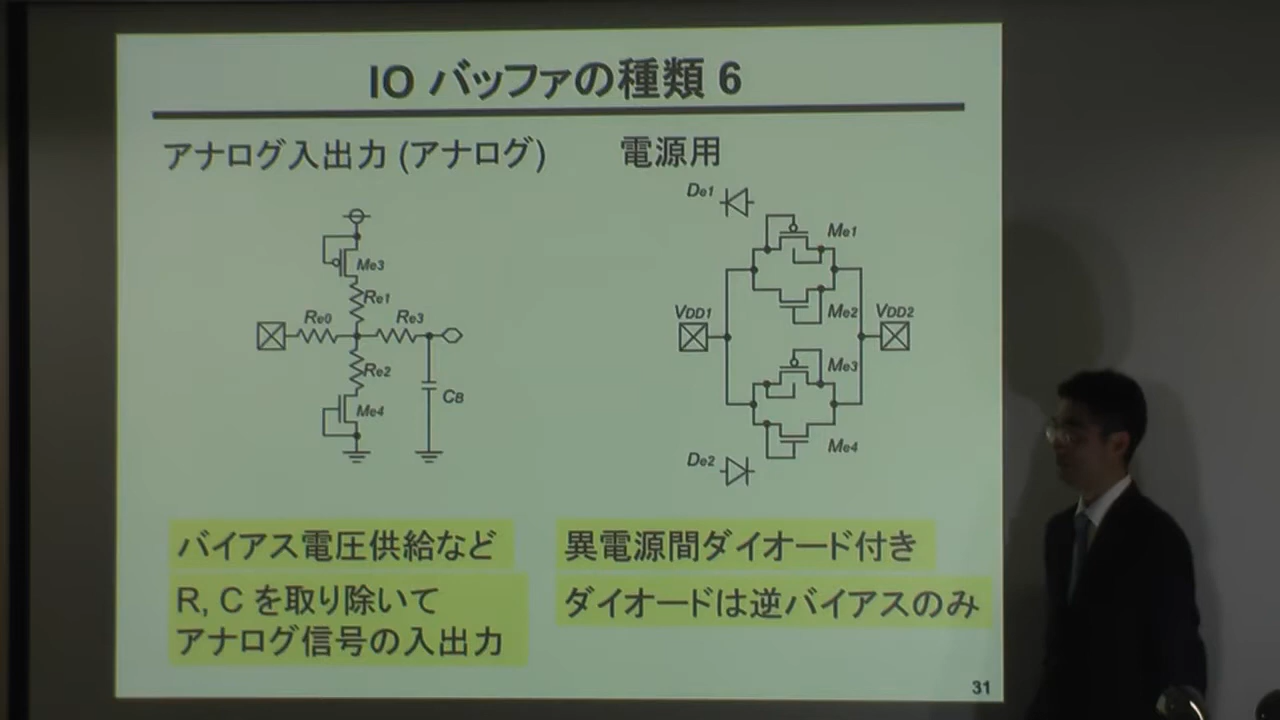 IO バッファの種類 6
アナログ入出力 (アナログ)
電源用
Me3
Re1
Re0
Re3
Re2
CB
Me4
De1
Me1
VDD1
Me2
VDD2
Me3
Me4
De2
バイアス電圧供給など
R, C を取り除いて
アナログ信号の入出力
異電源間ダイオード付き
ダイオードは逆バイアスのみ
31